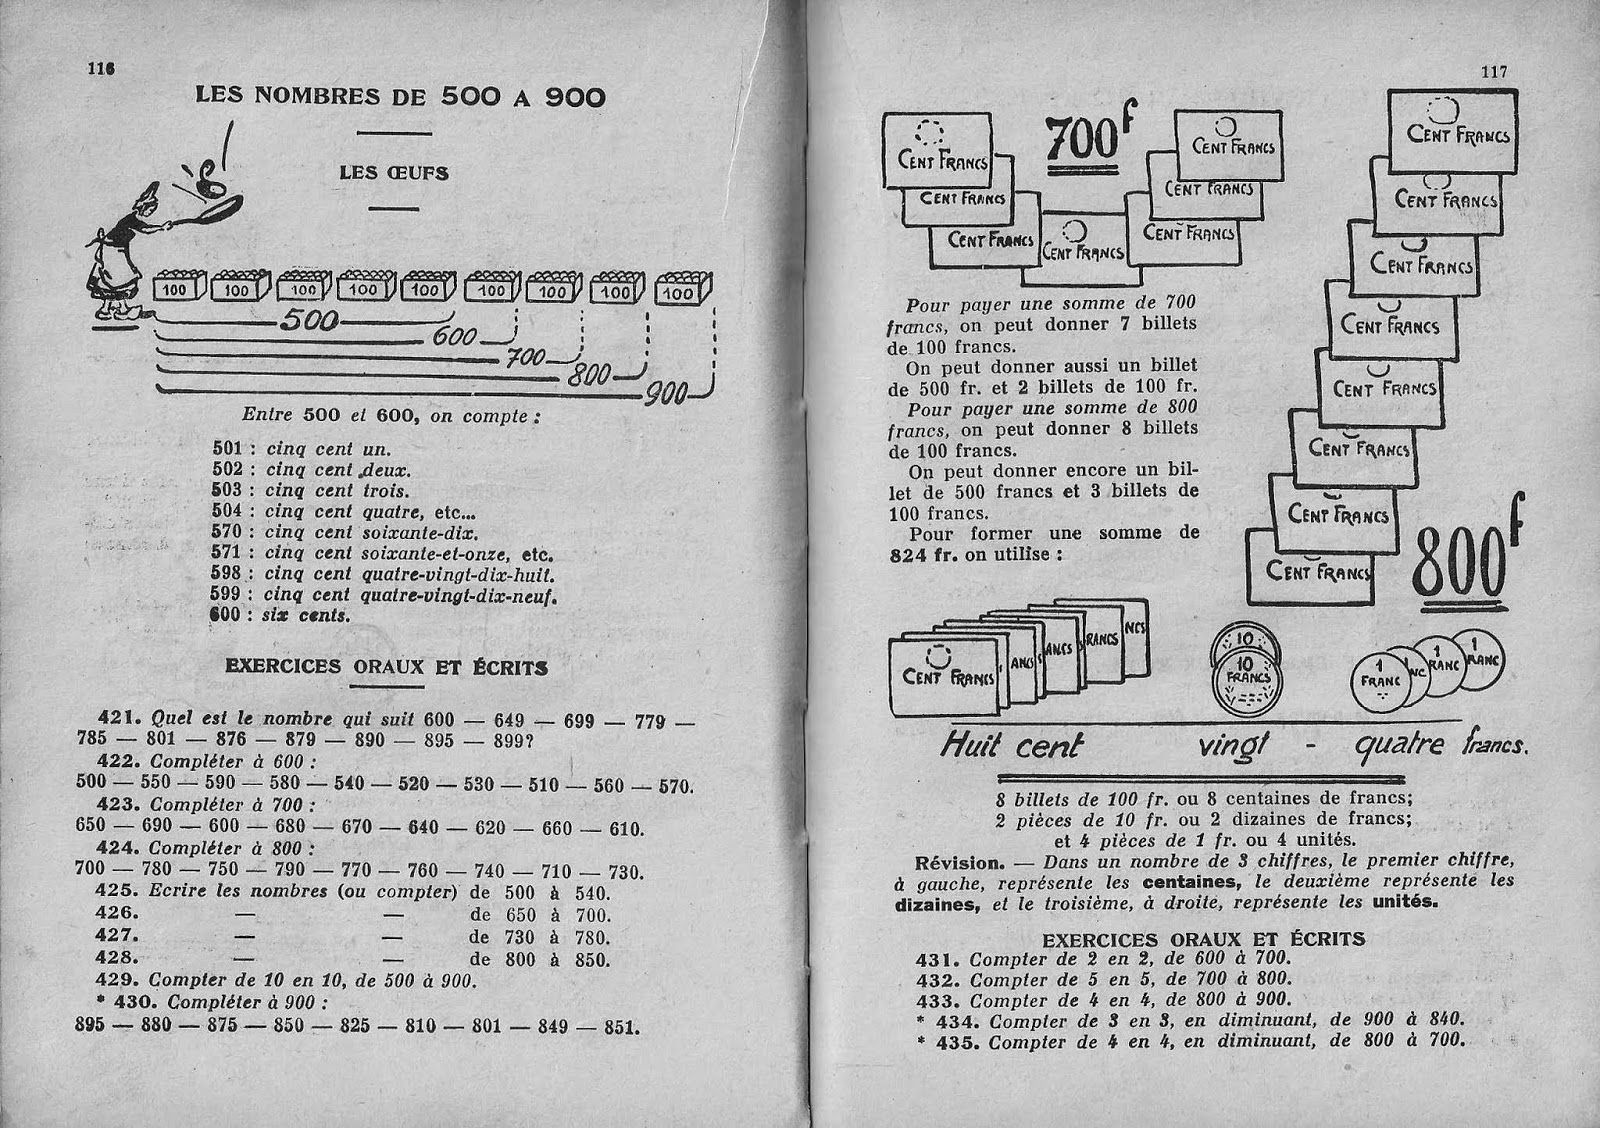 116
LES NOMBRES DE 500 A 900
LES ŒUFS
100 100 100 100 100 100 100 100 100
500
600
700
800
900
Entre 500 et 600, on compte :
501 : cinq cent un.
502 : cinq cent deux.
503 : cinq cent trois.
504 : cinq cent quatre, etc...
570 : cinq cent soixante-dix.
571 : cinq cent soixante-et-onze, etc.
598 : cinq cent quatre-vingt-dix-huit.
599 : cinq cent quatre-vingt-dix-neuf.
600 : six cents.
EXERCICES ORAUX ET ÉCRITS
421. Quel est le nombre qui suit 600 — 649 — 699 — 779 —
785 — 801 — 876 — 879 — 890 — 895 — 899?
422. Compléter à 600 :
500 — 550 — 590 — 580 — 540 — 520 — 530 — 510 — 560 — 570.
423. Compléter à 700 :
650 — 690 — 600 — 680 — 670 — 640 — 620 — 660 — 610.
424. Compléter à 800 :
700 — 780 — 750 — 790 — 770 — 760 — 740 — 710 — 730.
425. Ecrire les nombres (ou compter) de 500 à 540.
426. — — de 650 à 700.
427. — — de 730 à 780.
428. — — de 800 à 850.
429. Compter de 10 en 10, de 500 à 900.
* 430. Compléter à 900 :
895 — 880 — 875 — 850 — 825 — 810 — 801 — 849 — 851.
117
CENT FRANCS
CENT FRANCS
CENT FRANCS
CENT FRANCS
700f
CENT FRANCS
CENT FRANCS
CENT FRANCS
CENT FRANCS
CENT FRANCS
CENT FRANCS
CENT FRANCS
CENT FRANCS
CENT FRANCS
CENT FRANCS
CENT FRANCS
800f
Pour payer une somme de 700
francs, on peut donner 7 billets
de 100 francs.
On peut donner aussi un billet
de 500 fr. et 2 billets de 100 fr.
Pour payer une somme de 800
francs, on peut donner 8 billets
de 100 francs.
On peut donner encore un bil-
let de 500 francs et 3 billets de
100 francs.
Pour former une somme de
824 fr. on utilise :
CENT FRANCS
ANCS
ANCS
RANCS
NCS
10
10
FRANCS
1
FRANC
NC
1
RANC
1
RANC
Huit cent vingt - quatre francs.
8 billets de 100 fr. ou 8 centaines de francs;
2 pièces de 10 fr. ou 2 dizaines de francs;
et 4 pièces de 1 fr. ou 4 unités.
Révision. — Dans un nombre de 3 chiffres, le premier chiffre,
à gauche, représente les centaines, le deuxième représente les
dizaines, et le troisième, à droite, représente les unités.
EXERCICES ORAUX ET ÉCRITS
431. Compter de 2 en 2, de 600 à 700.
432. Compter de 5 en 5, de 700 à 800.
433. Compter de 4 en 4, de 800 à 900.
* 434. Compter de 3 en 3, en diminuant, de 900 à 840.
* 435. Compter de 4 en 4, en diminuant, de 800 à 700.